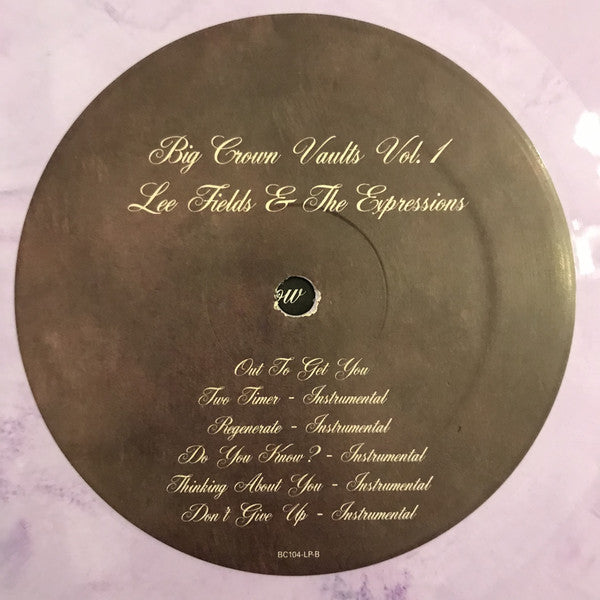 Big Crown Vaults Vol. 1
Lee Fields & The Expressions
ow
Out To Get You
Two Timer - Instrumental
Regenerate - Instrumental
Do You Know? - Instrumental
Thinking About You - Instrumental
Don't Give Up - Instrumental
BC104-LP-B